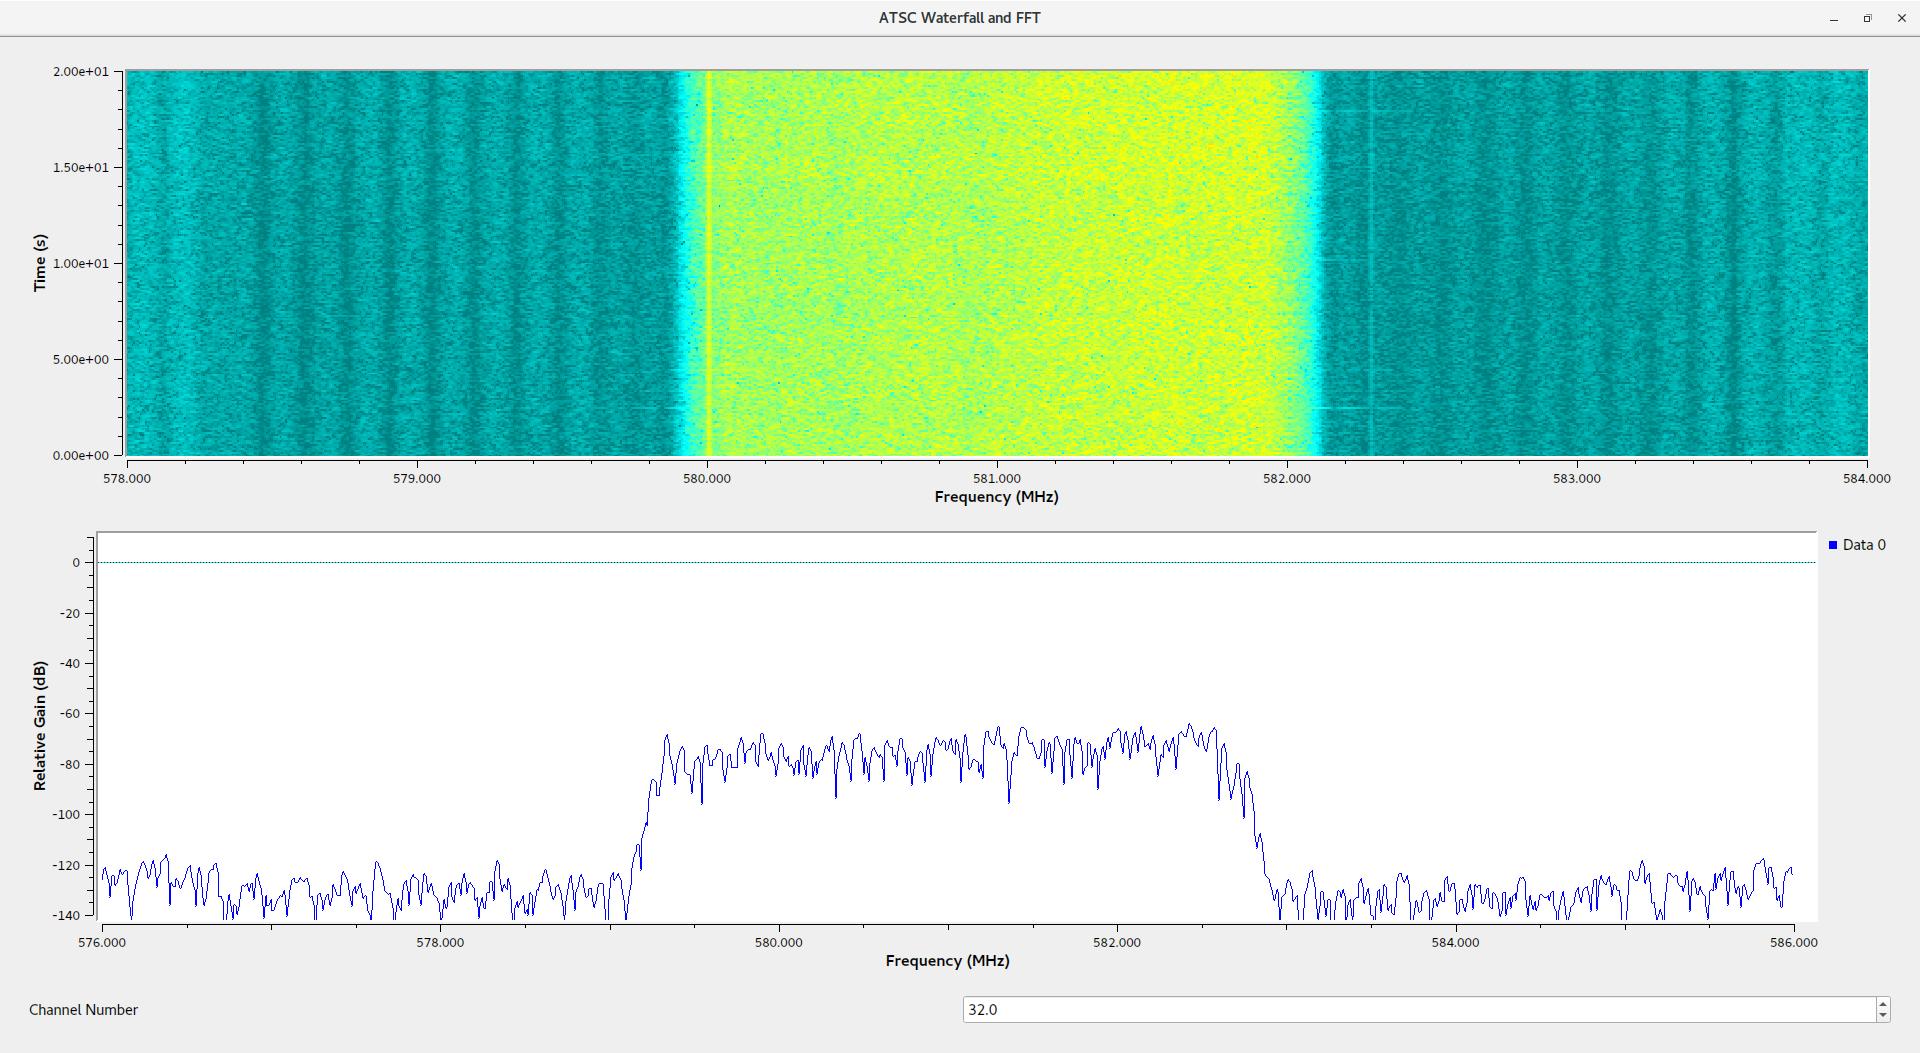 ATSC Waterfall and FFT
2.00e+01
1.50e+01
1.00e+01
5.00e+00
0.00e+00
Time (s)
578.000 579.000 580.000 581.000 582.000 583.000 584.000
Frequency (MHz)
Data 0
0
-20
-40
-60
-80
-100
-120
-140
Relative Gain (dB)
576.000 578.000 580.000 582.000 584.000 586.000
Frequency (MHz)
Channel Number 32.0